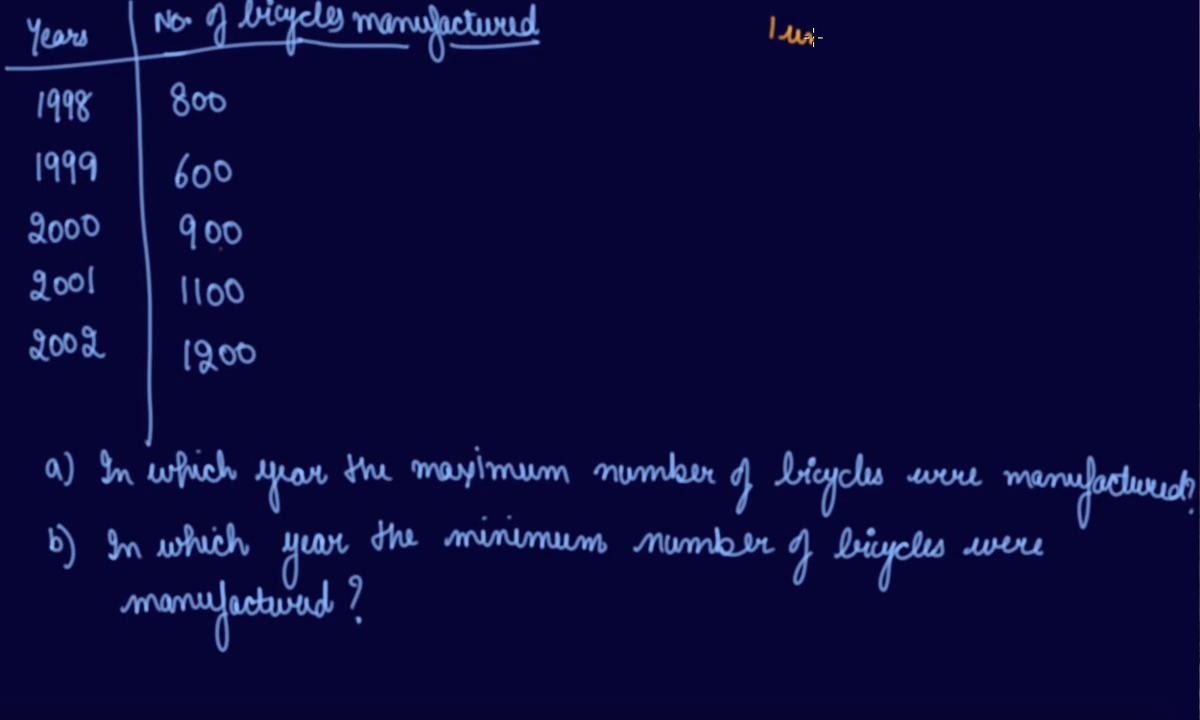 Years No. of bicycles manufactured
1998 800
1999 600
2000 900
2001 1100
2002 1200
a) In which year the maximum number of bicycles were manufactured?
b) In which year the minimum number of bicycles were
manufactured?
1